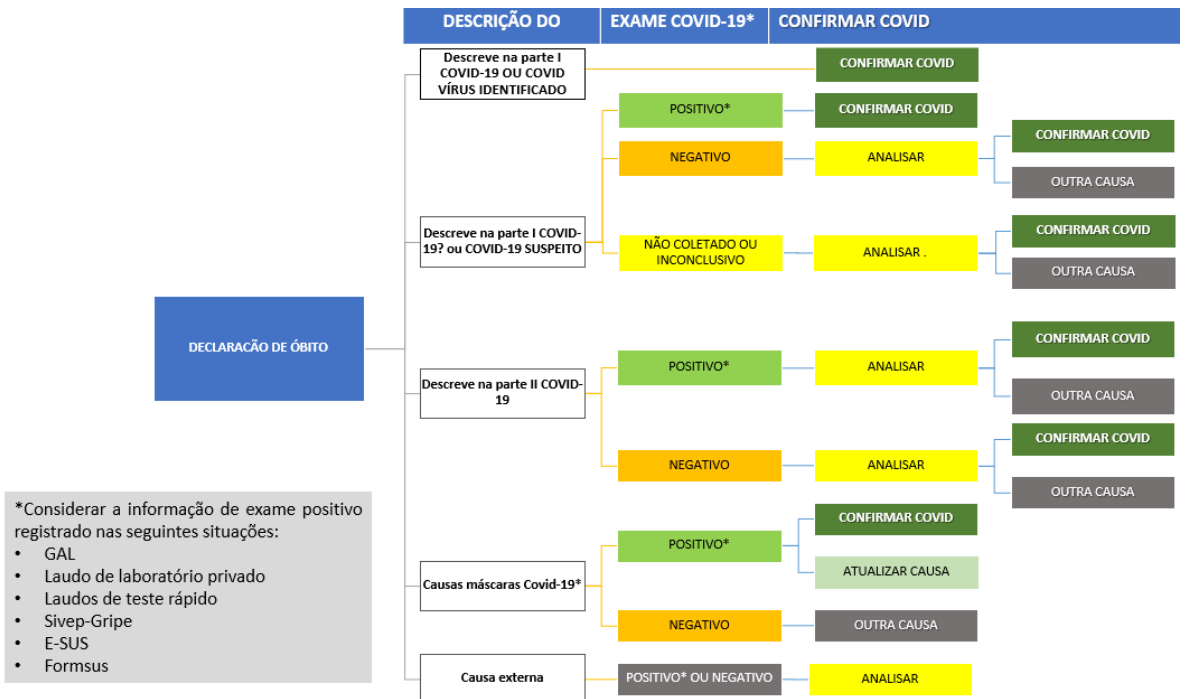 DESCRIÇÃO DO
EXAME COVID-19*
CONFIRMAR COVID
Descreve na parte I
COVID-19 OU COVID
VÍRUS IDENTIFICADO
CONFIRMAR COVID
POSITIVO*
CONFIRMAR COVID
NEGATIVO
ANALISAR
CONFIRMAR COVID
OUTRA CAUSA
Descreve na parte I COVID-
19? ou COVID-19 SUSPEITO
NÃO COLETADO OU
INCONCLUSIVO
ANALISAR .
CONFIRMAR COVID
OUTRA CAUSA
DECLARACÃO DE ÓBITO
Descreve na parte II COVID-
19
POSITIVO*
ANALISAR
CONFIRMAR COVID
OUTRA CAUSA
NEGATIVO
ANALISAR
CONFIRMAR COVID
OUTRA CAUSA
Causas máscaras Covid-19*
POSITIVO*
CONFIRMAR COVID
ATUALIZAR CAUSA
NEGATIVO
OUTRA CAUSA
Causa externa
POSITIVO* OU NEGATIVO
ANALISAR
*Considerar a informação de exame positivo
registrado nas seguintes situações:
• GAL
• Laudo de laboratório privado
• Laudos de teste rápido
• Sivep-Gripe
• E-SUS
• Formsus